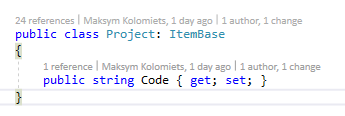 24 references | Maksym Kolomiets, 1 day ago | 1 author, 1 change
public class Project: ItemBase
{
1 reference | Maksym Kolomiets, 1 day ago | 1 author, 1 change
public string Code { get; set; }
}